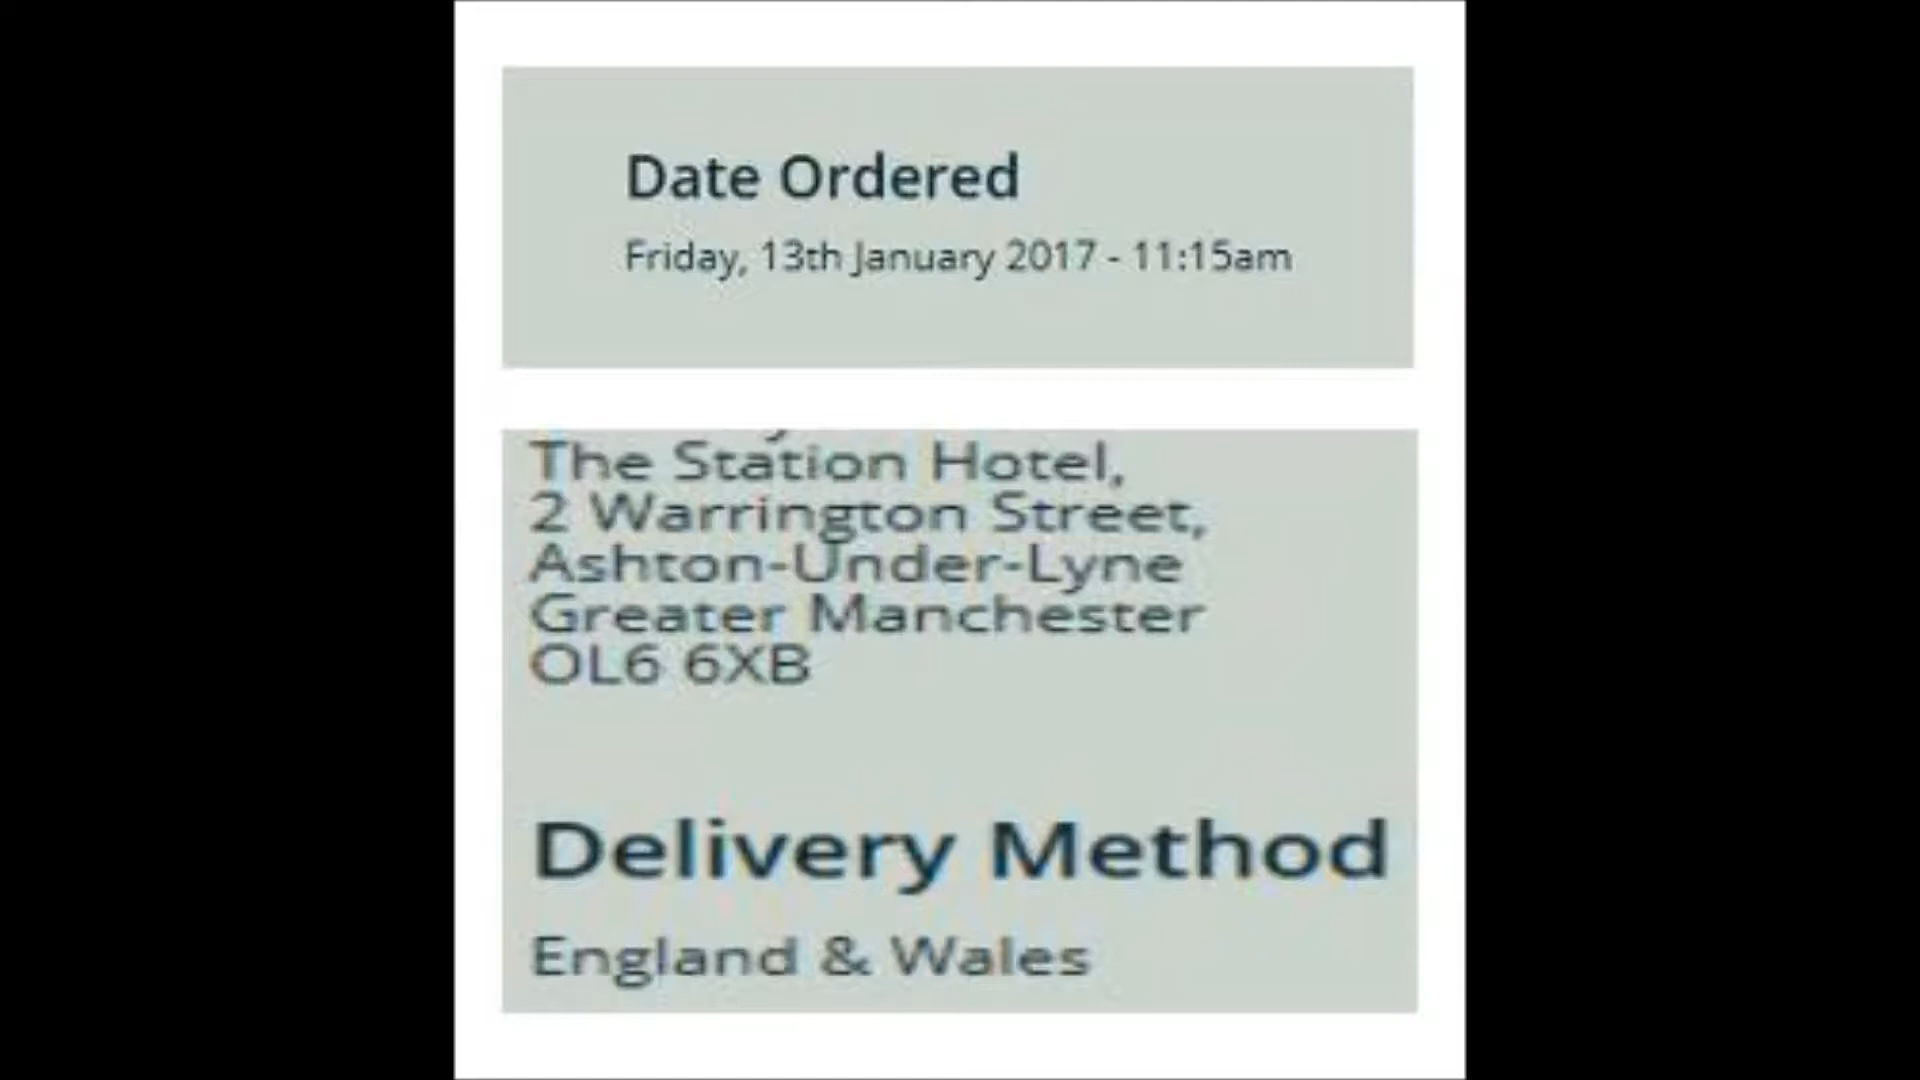 Date Ordered
Friday, 13th January 2017 - 11:15am
The Station Hotel,
2 Warrington Street,
Ashton-Under-Lyne
Greater Manchester
OL6 6XB
Delivery Method
England & Wales